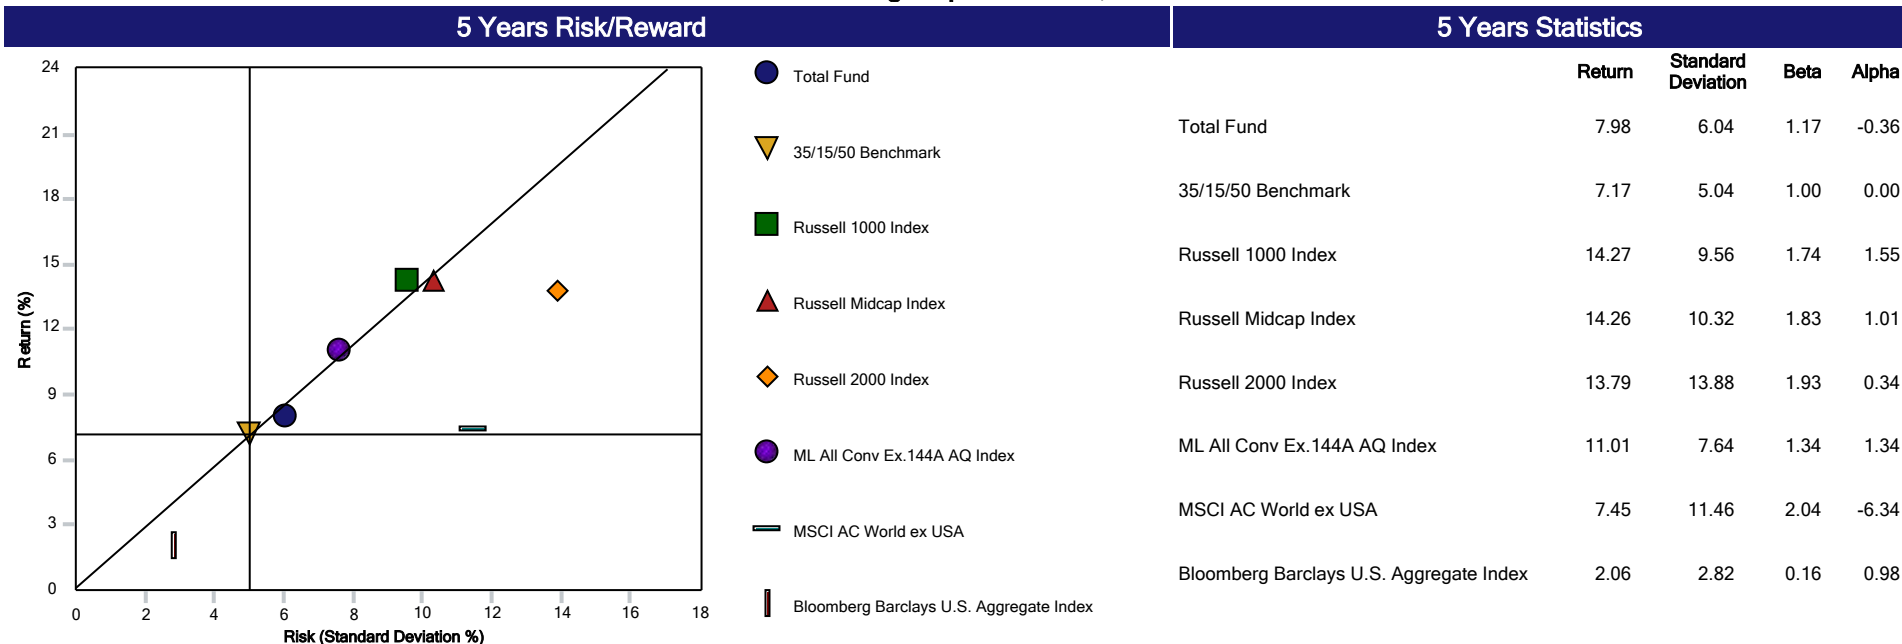 5 Years Risk/Reward
24
21
18
15
12
9
6
3
0
Return (%)
0 2 4 6 8 10 12 14 16 18
Risk (Standard Deviation %)
Total Fund
35/15/50 Benchmark
Russell 1000 Index
Russell Midcap Index
Russell 2000 Index
ML All Conv Ex.144A AQ Index
MSCI AC World ex USA
Bloomberg Barclays U.S. Aggregate Index
5 Years Statistics
Return Standard Deviation Beta Alpha
Total Fund 7.98 6.04 1.17 -0.36
35/15/50 Benchmark 7.17 5.04 1.00 0.00
Russell 1000 Index 14.27 9.56 1.74 1.55
Russell Midcap Index 14.26 10.32 1.83 1.01
Russell 2000 Index 13.79 13.88 1.93 0.34
ML All Conv Ex.144A AQ Index 11.01 7.64 1.34 1.34
MSCI AC World ex USA 7.45 11.46 2.04 -6.34
Bloomberg Barclays U.S. Aggregate Index 2.06 2.82 0.16 0.98